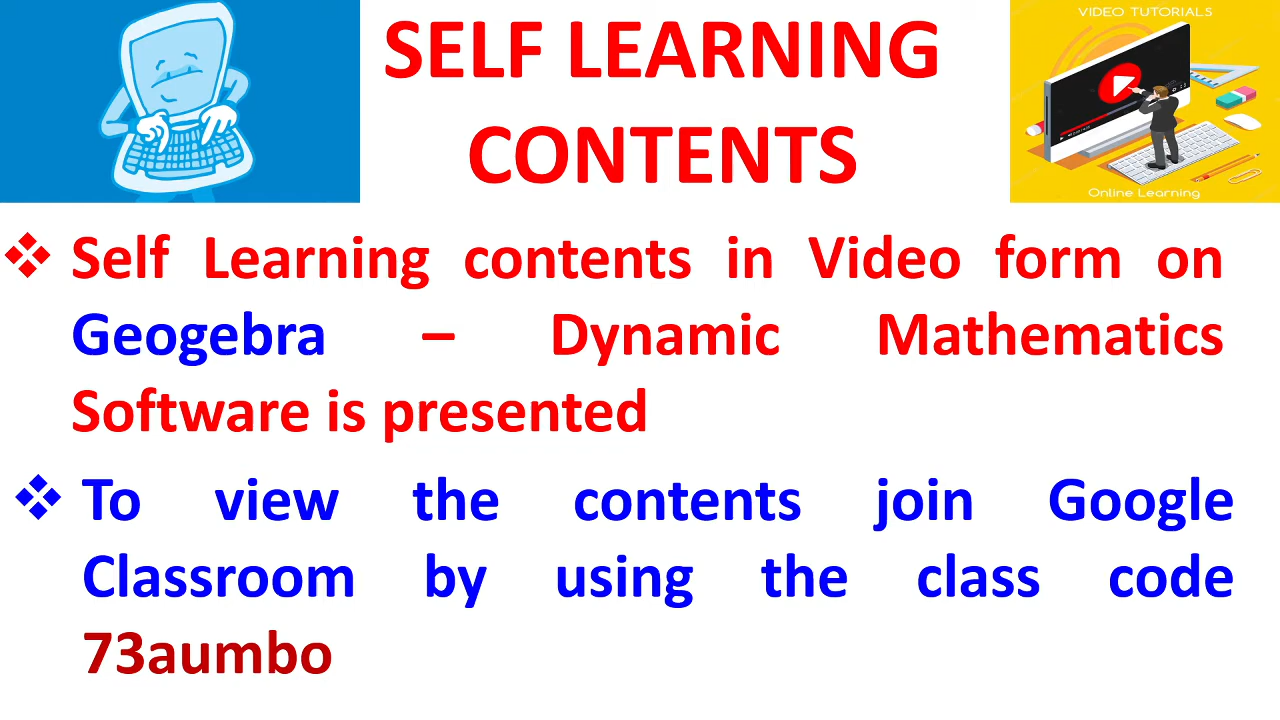 SELF LEARNING
CONTENTS
VIDEO TUTORIALS
Online Learning
❖ Self Learning contents in Video form on
Geogebra – Dynamic Mathematics
Software is presented
❖ To view the contents join Google
Classroom by using the class code
73aumbo